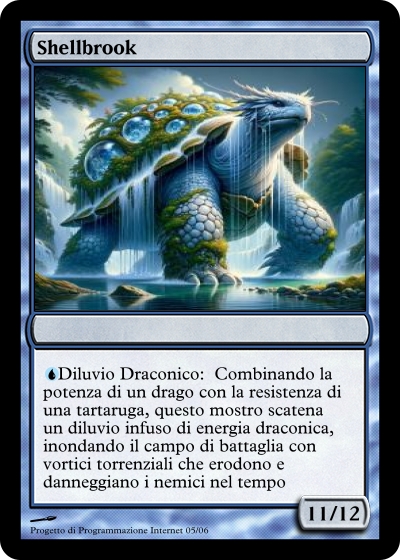 Shellbrook
Diluvio Draconico: Combinando la
potenza di un drago con la resistenza di
una tartaruga, questo mostro scatena
un diluvio infuso di energia draconica,
inondando il campo di battaglia con
vortici torrenziali che erodono e
danneggiano i nemici nel tempo
11/12
Progetto di Programmazione Internet 05/06